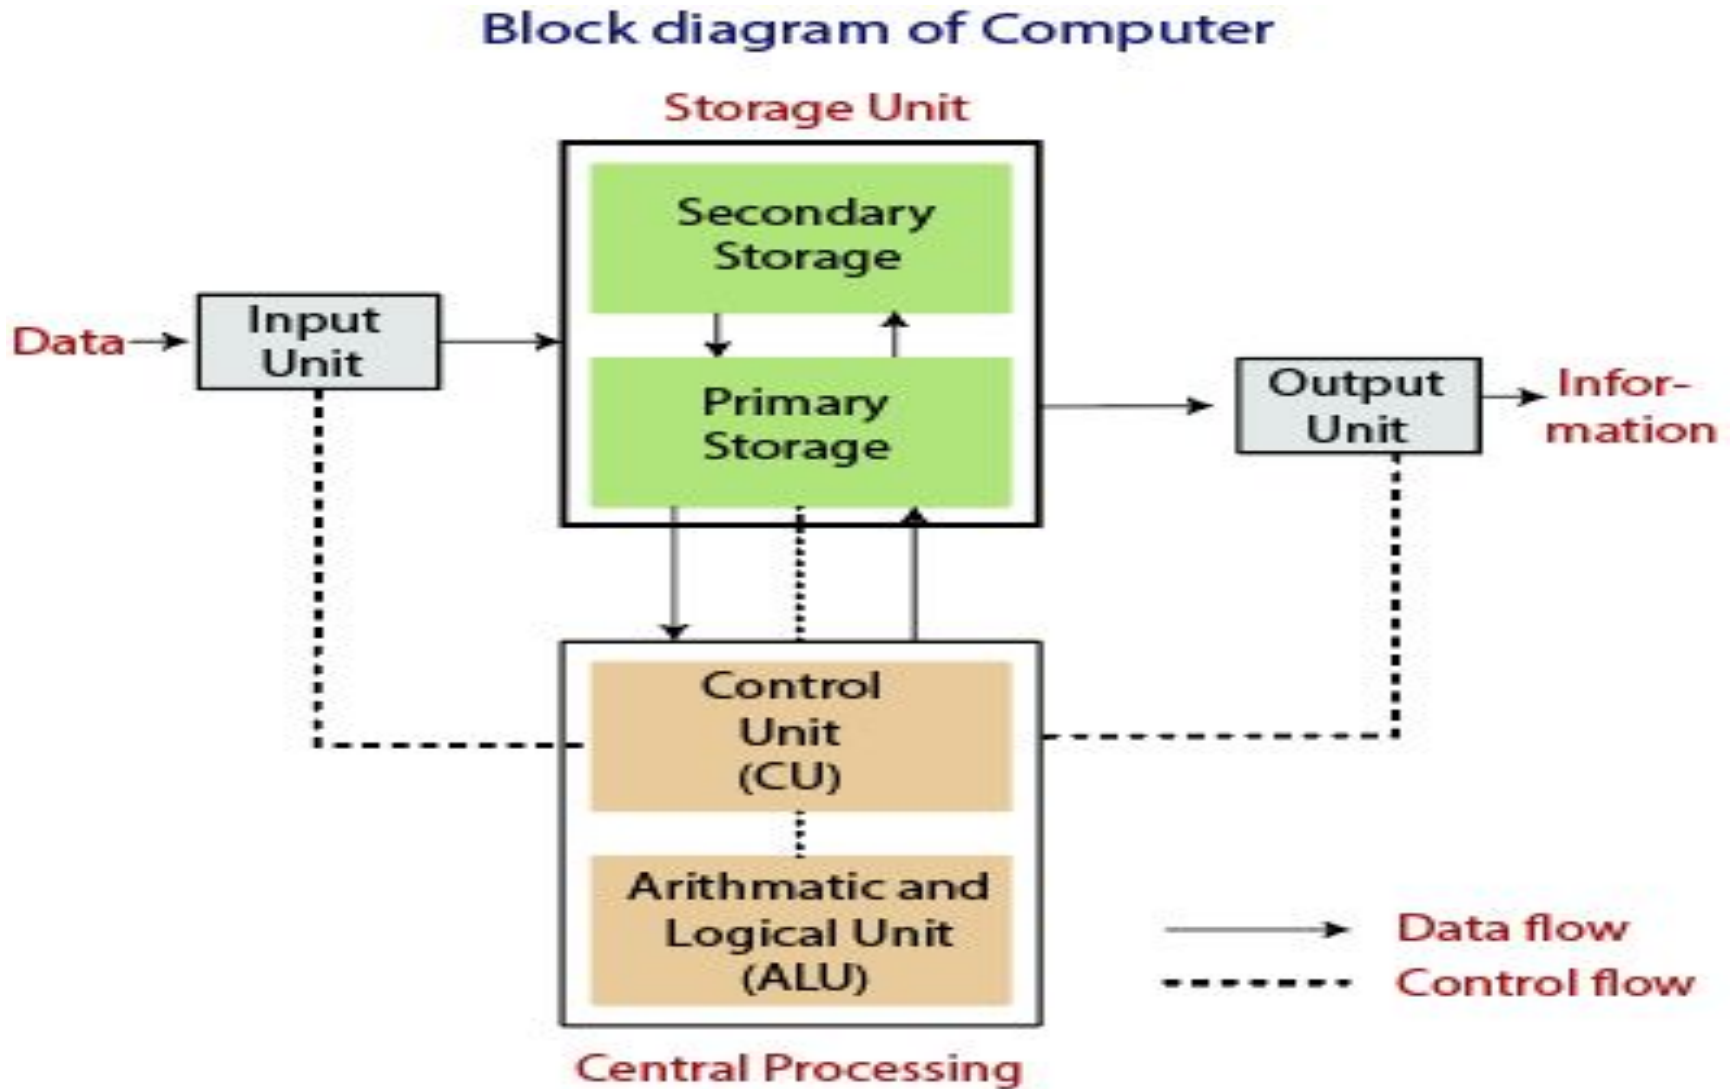 Block diagram of Computer
Storage Unit
Secondary
Storage
Data
Input
Unit
Primary
Storage
Output
Unit
Infor-
mation
Control
Unit
(CU)
Arithmatic and
Logical Unit
(ALU)
Data flow
Control flow
Central Processing